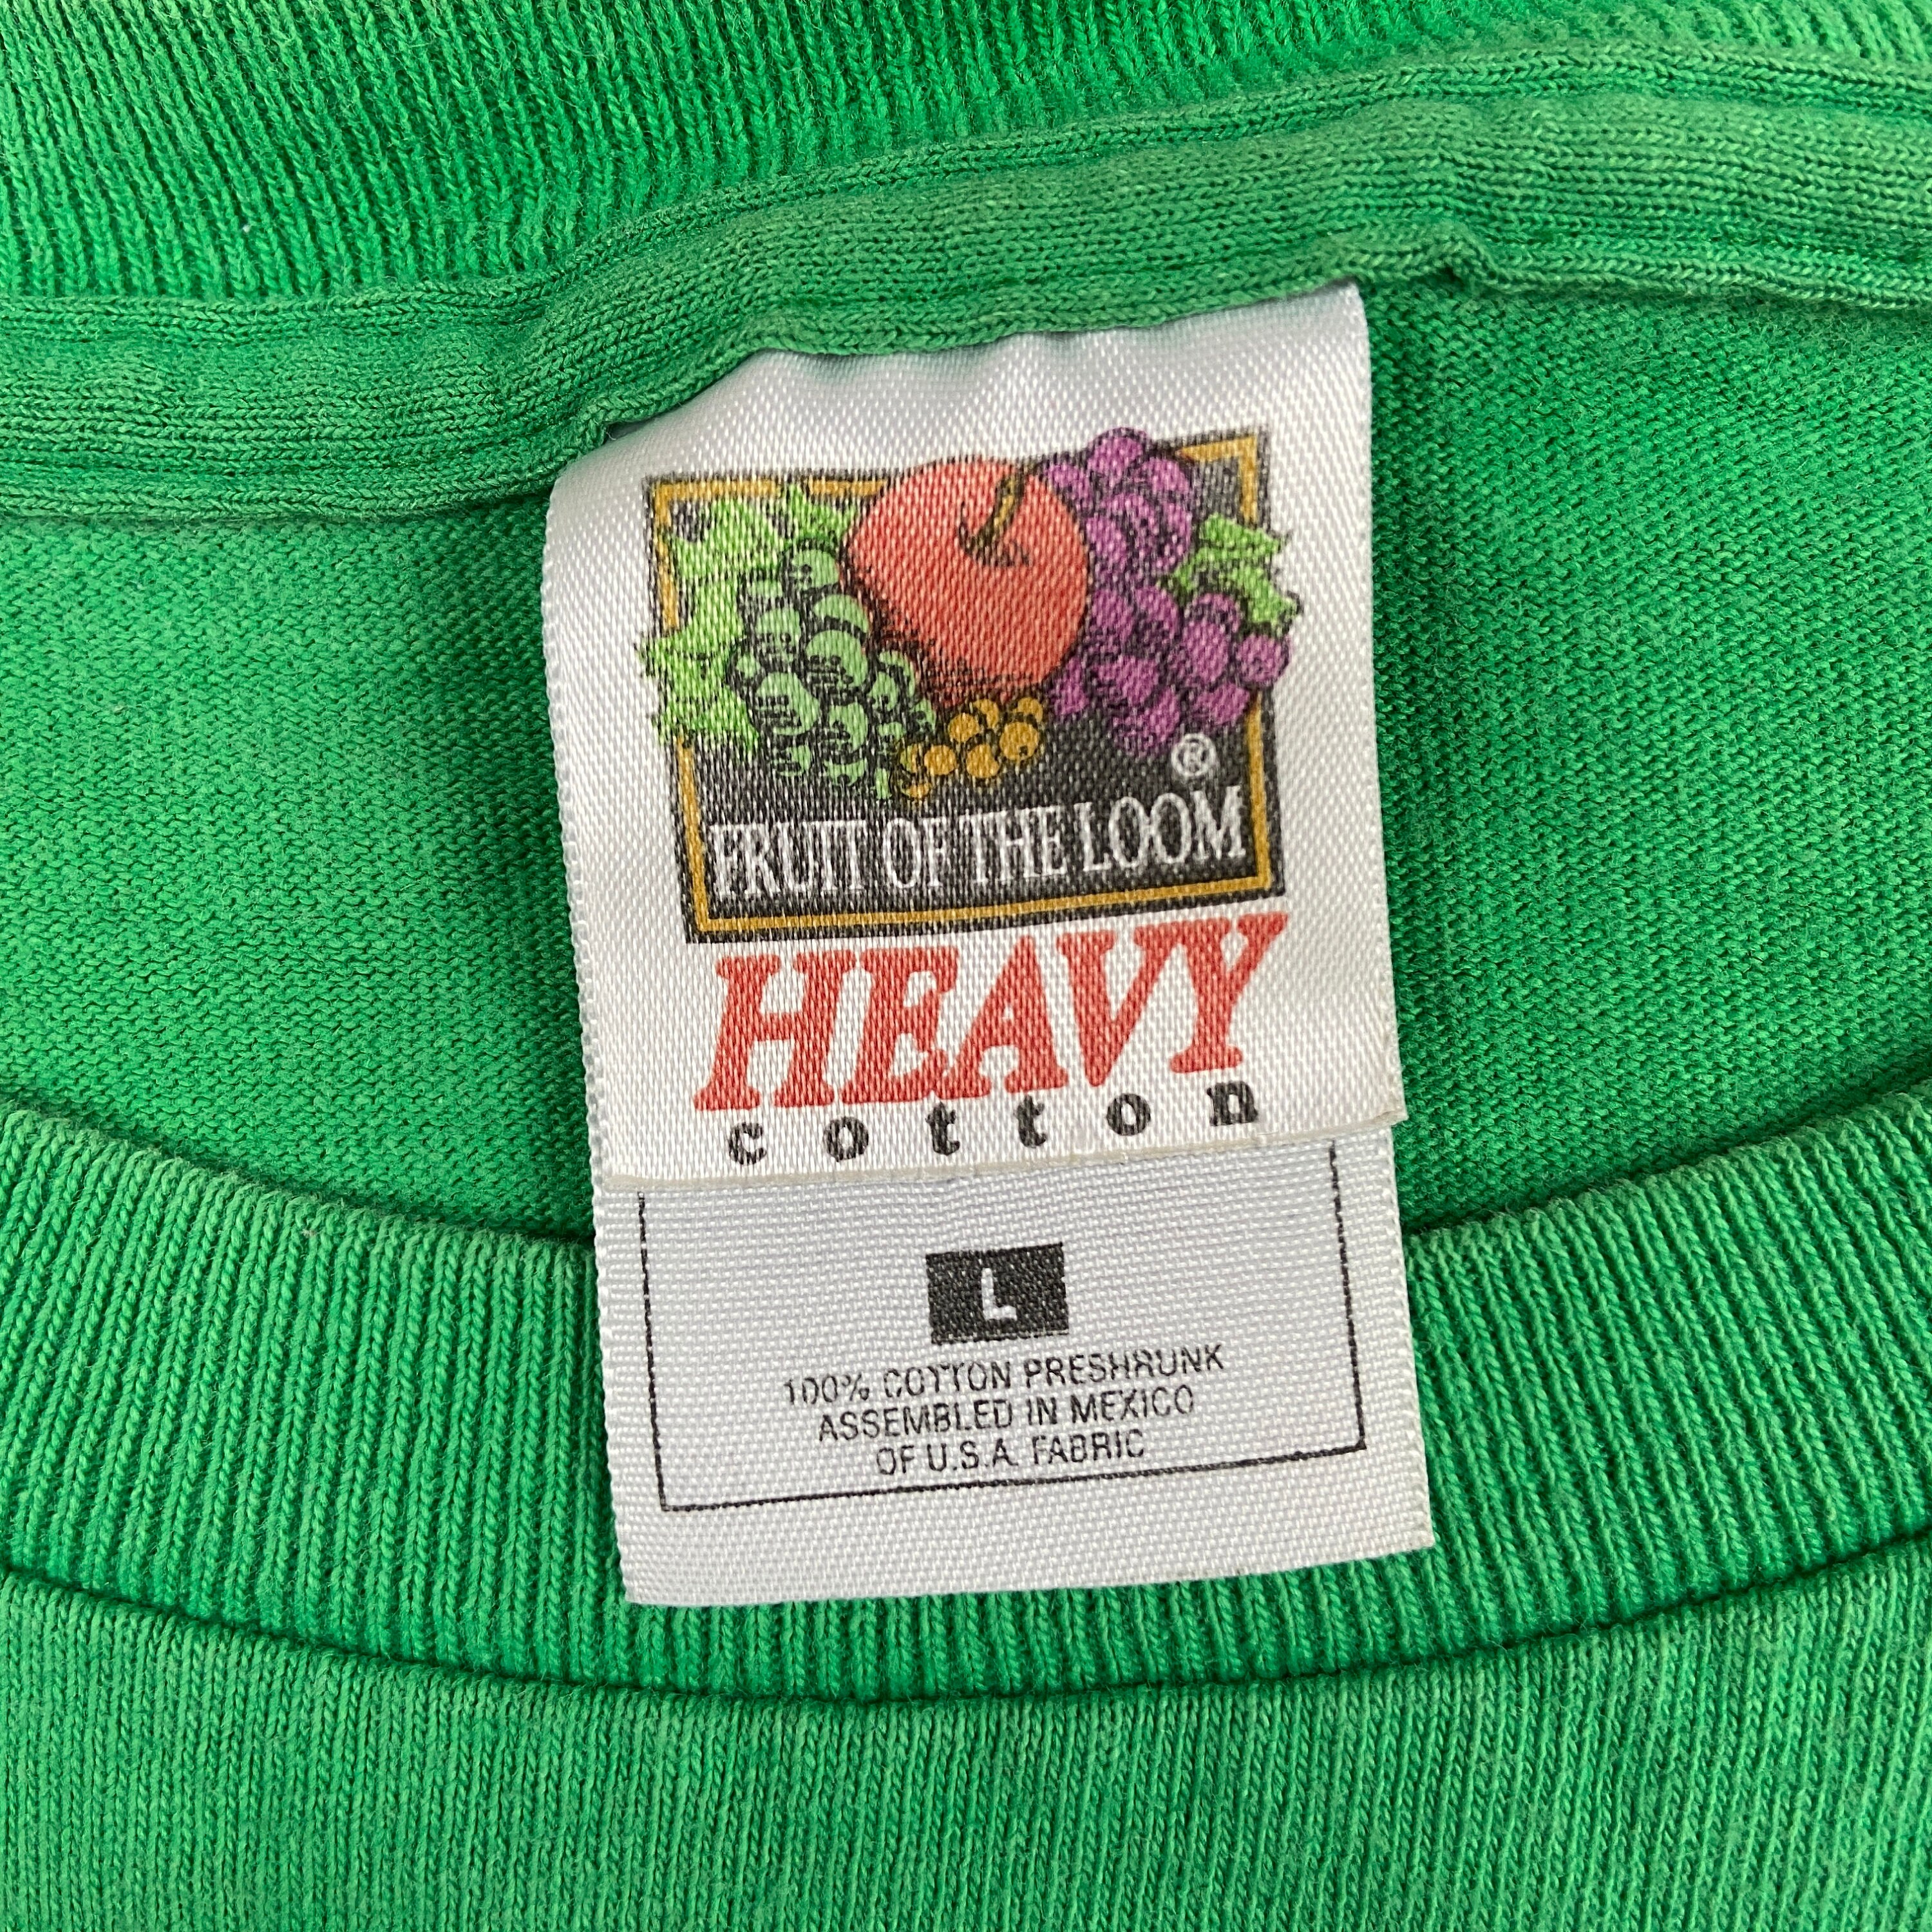 ®
FRUIT OF THE LOOM
HEAVY
cotton
L
100% COTTON PRESHRUNK
ASSEMBLED IN MEXICO
OF U.S.A. FABRIC